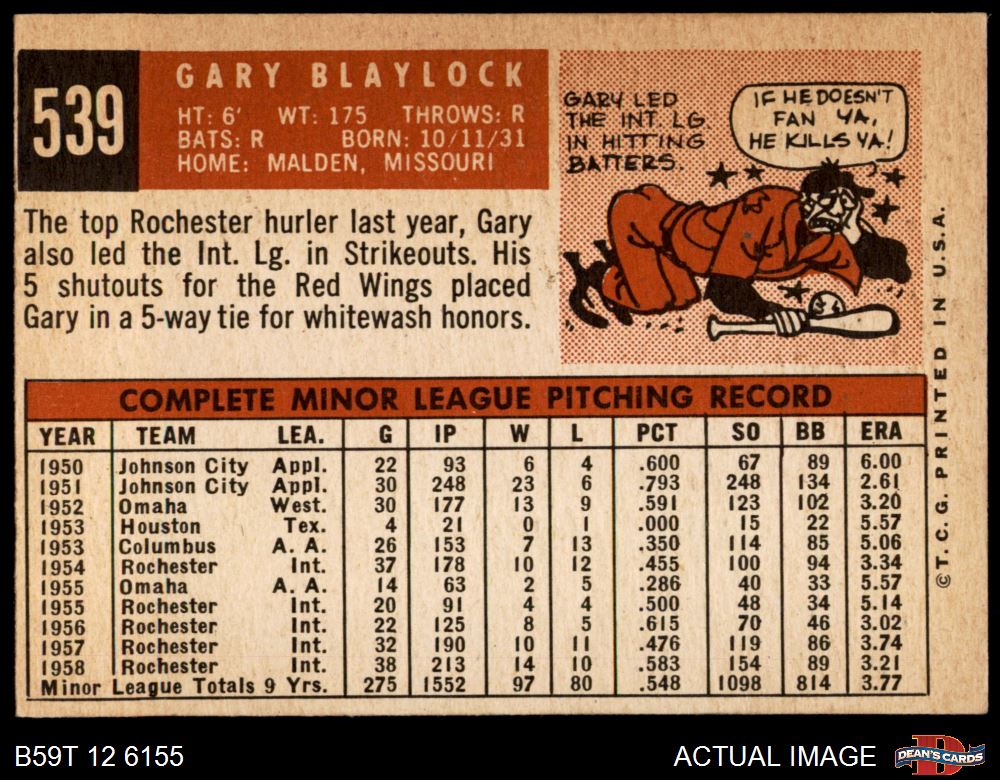 539
GARY BLAYLOCK
HT: 6' WT: 175 THROWS: R
BATS: R BORN: 10/11/31
HOME: MALDEN, MISSOURI
The top Rochester hurler last year, Gary
also led the Int. Lg. in Strikeouts. His
5 shutouts for the Red Wings placed
Gary in a 5-way tie for whitewash honors.
GARY LED
THE INT. LG
IN HITTING
BATTERS.
IF HE DOESN'T
FAN YA,
HE KILLS YA!
COMPLETE MINOR LEAGUE PITCHING RECORD
YEAR TEAM LEA. G IP W L PCT SO BB ERA
1950 Johnson City Appl. 22 93 6 4 .600 67 89 6.00
1951 Johnson City Appl. 30 248 23 6 .793 248 134 2.61
1952 Omaha West. 30 177 13 9 .591 123 102 3.20
1953 Houston Tex. 4 21 0 1 .000 15 22 5.57
1953 Columbus A. A. 26 153 7 13 .350 114 85 5.06
1954 Rochester Int. 37 178 10 12 .455 100 94 3.34
1955 Omaha A. A. 14 63 2 5 .286 40 33 5.57
1955 Rochester Int. 20 91 4 4 .500 48 34 5.14
1956 Rochester Int. 22 125 8 5 .615 70 46 3.02
1957 Rochester Int. 32 190 10 11 .476 119 86 3.74
1958 Rochester Int. 38 213 14 10 .583 154 89 3.21
Minor League Totals 9 Yrs. 275 1552 97 80 .548 1098 814 3.77
© T. C. G. PRINTED IN U.S.A.
B59T 12 6155
ACTUAL IMAGE
D
DEAN'S CARDS